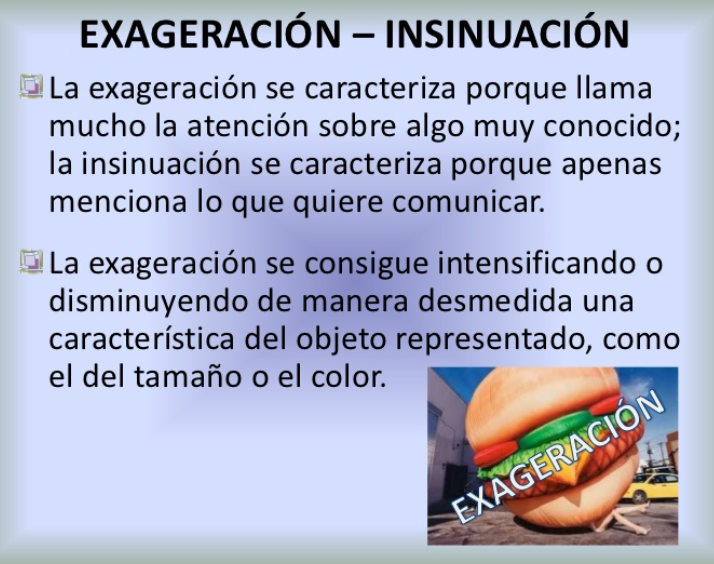 EXAGERACIÓN – INSINUACIÓN
La exageración se caracteriza porque llama
mucho la atención sobre algo muy conocido;
la insinuación se caracteriza porque apenas
menciona lo que quiere comunicar.
La exageración se consigue intensificando o
disminuyendo de manera desmedida una
característica del objeto representado, como
el del tamaño o el color.
EXAGERACIÓN